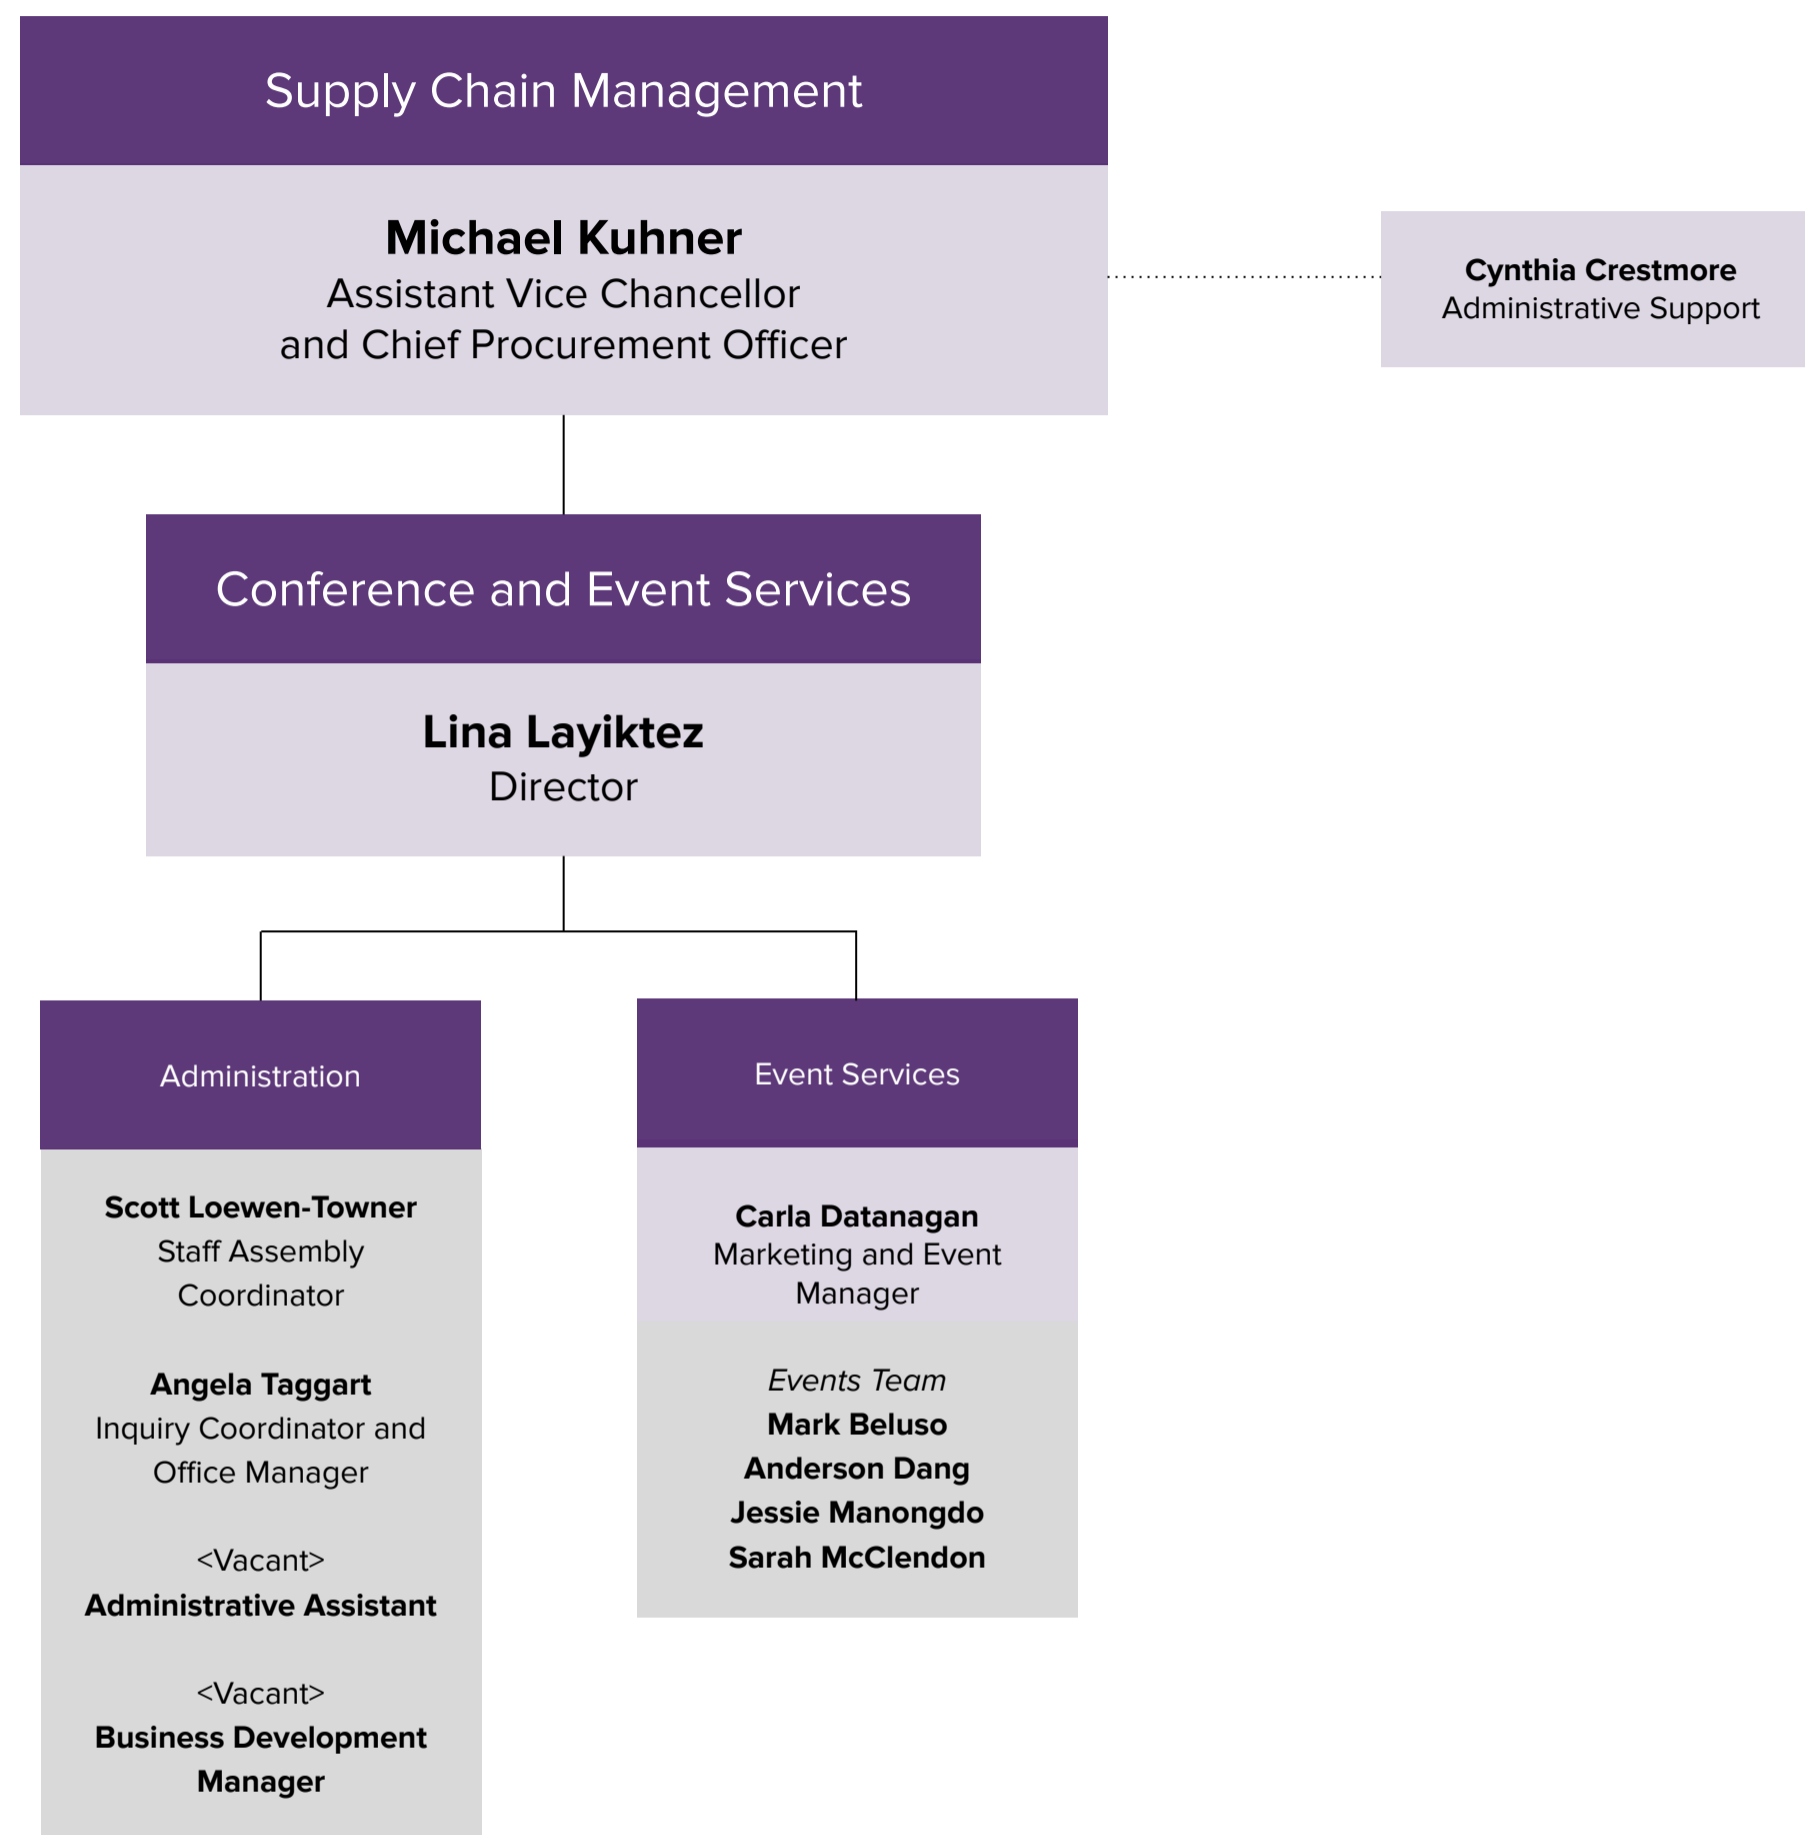 Supply Chain Management
Michael Kuhner
Assistant Vice Chancellor
and Chief Procurement Officer
Cynthia Crestmore
Administrative Support
Conference and Event Services
Lina Layiktez
Director
Administration
Scott Loewen-Towner
Staff Assembly
Coordinator
Angela Taggart
Inquiry Coordinator and
Office Manager
<Vacant>
Administrative Assistant
<Vacant>
Business Development
Manager
Event Services
Carla Datanagan
Marketing and Event
Manager
Events Team
Mark Beluso
Anderson Dang
Jessie Manongdo
Sarah McClendon